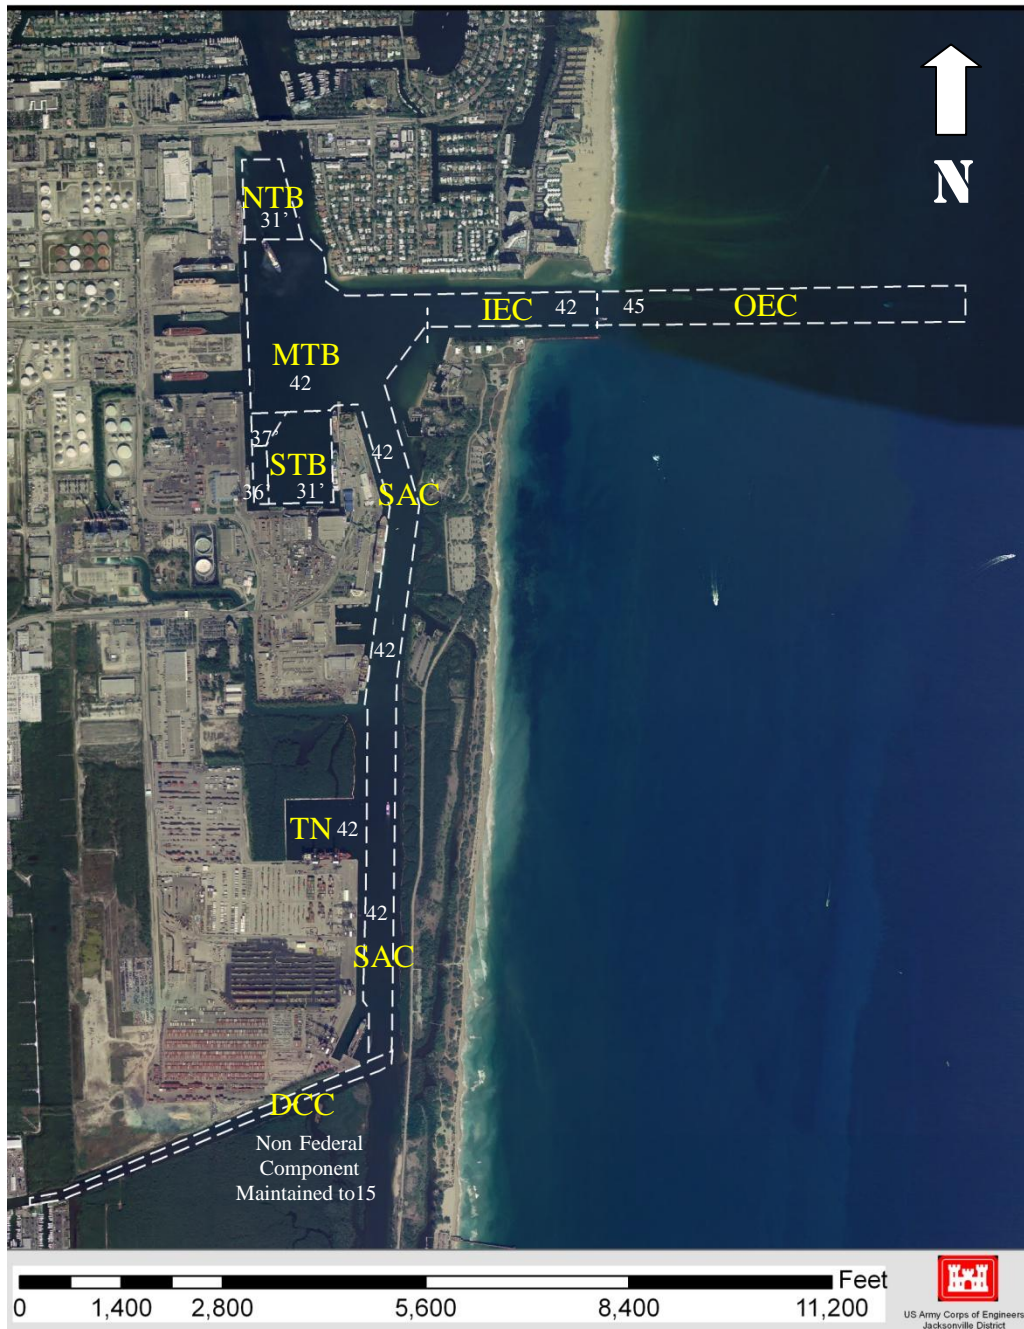 N
NTB
31'
IEC
42
45
OEC
MTB
42
37'
42
STB
36'
31'
SAC
42
TN
42
42
SAC
DCC
Non Federal
Component
Maintained to15
Feet
0
1,400
2,800
5,600
8,400
11,200
US Army Corps of Engineers
Jacksonville District